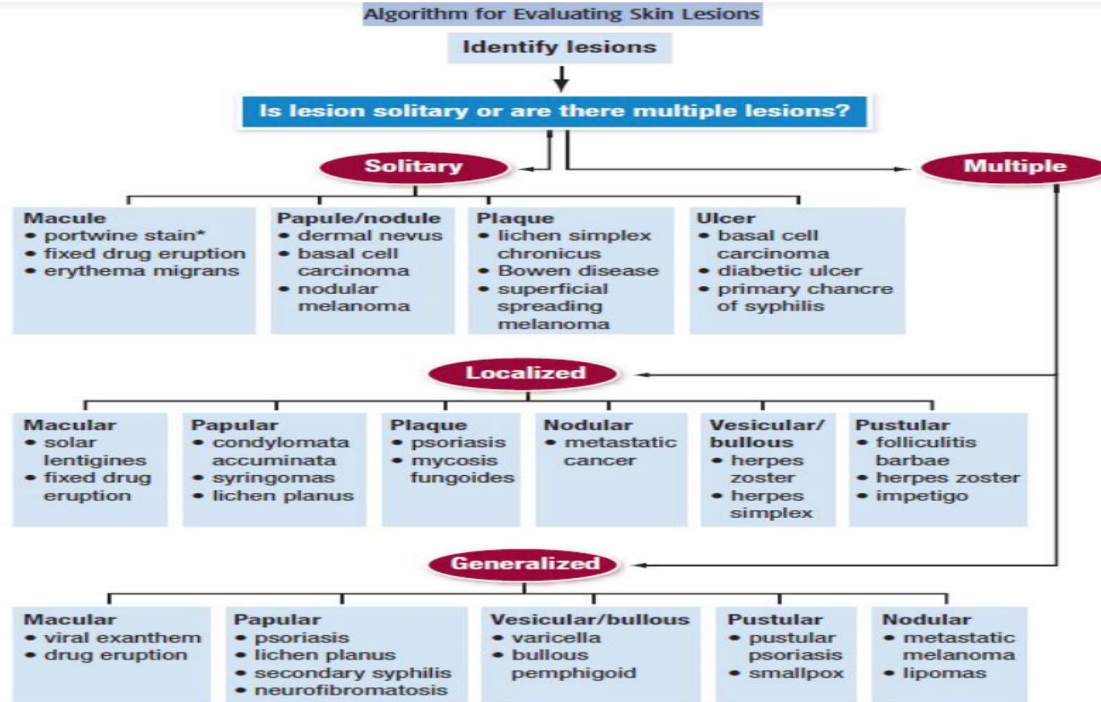 Algorithm for Evaluating Skin Lesions
Identify lesions
Is lesion solitary or are there multiple lesions?
Solitary
Multiple
Macule
• portwine stain*
• fixed drug eruption
• erythema migrans
Papule/nodule
• dermal nevus
• basal cell
carcinoma
• nodular
melanoma
Plaque
• lichen simplex
chronicus
• Bowen disease
• superficial
spreading
melanoma
Ulcer
• basal cell
carcinoma
• diabetic ulcer
• primary chancre
of syphilis
Localized
Macular
• solar
lentigines
• fixed drug
eruption
Papular
• condylomata
accuminata
• syringomas
• lichen planus
Plaque
• psoriasis
• mycosis
fungoides
Nodular
• metastatic
cancer
Vesicular/
bullous
• herpes
zoster
• herpes
simplex
Pustular
• folliculitis
barbae
• herpes zoster
• impetigo
Generalized
Macular
• viral exanthem
• drug eruption
Papular
• psoriasis
• lichen planus
• secondary syphilis
• neurofibromatosis
Vesicular/bullous
• varicella
• bullous
pemphigoid
Pustular
• pustular
psoriasis
• smallpox
Nodular
• metastatic
melanoma
• lipomas